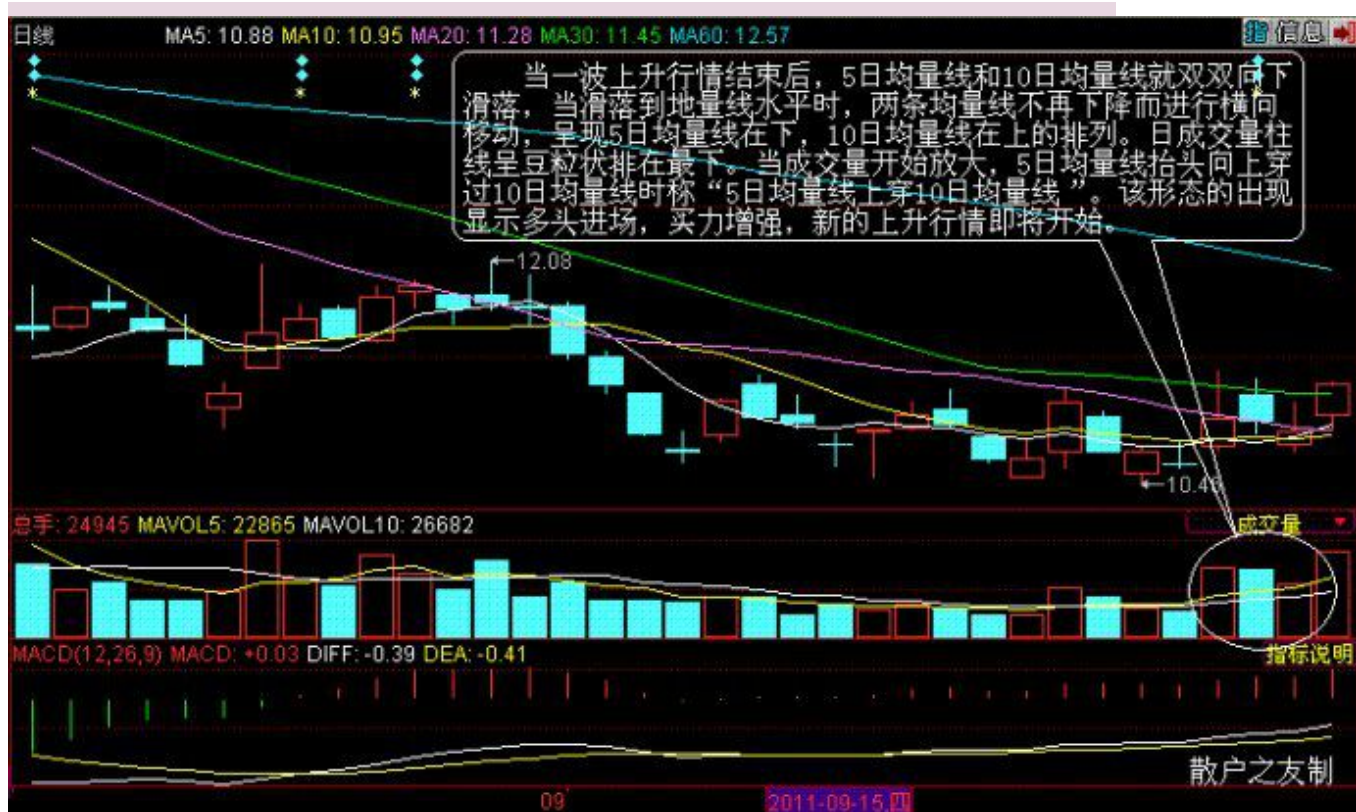 日线 MA5: 10.88 MA10: 10.95 MA20: 11.28 MA30: 11.45 MA60: 12.57 指 信息
当一波上升行情结束后，5日均量线和10日均量线就双双向下
滑落，当滑落到地量线水平时，两条均量线不再下降而进行横向
移动，呈现5日均量线在下，10日均量线在上的排列。日成交量柱
线呈豆粒伏排在最下。当成交量开始放大，5日均量线抬头向上穿
过10日均量线时称“5日均量线上穿10日均量线 ”。该形态的出现
显示多头进场，买力增强，新的上升行情即将开始。
12.08
总手: 24945 MAVOL5: 22865 MAVOL10: 26682 成交量
MACD(12,26,9) MACD: +0.03 DIFF: -0.39 DEA: -0.41 指标说明
散户之友制
09 2011-09-15,四